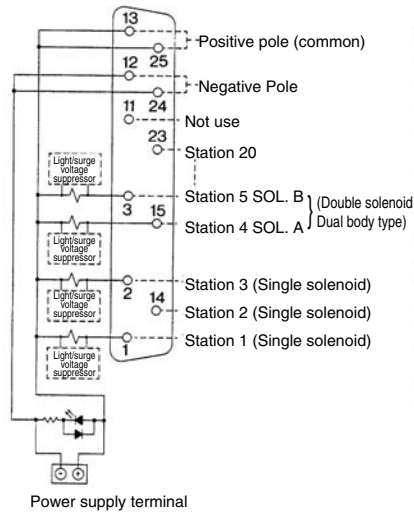 13
Positive pole (common)
25
12
Negative Pole
24
11
Not use
23
Station 20
Light/surge
voltage
suppressor
Station 5 SOL. B
3
15
(Double solenoid
Dual body type)
Station 4 SOL. A
Light/surge
voltage
suppressor
Station 3 (Single solenoid)
2
14
Light/surge
voltage
suppressor
Station 2 (Single solenoid)
Station 1 (Single solenoid)
1
Light/surge
voltage
suppressor
- +
Power supply terminal